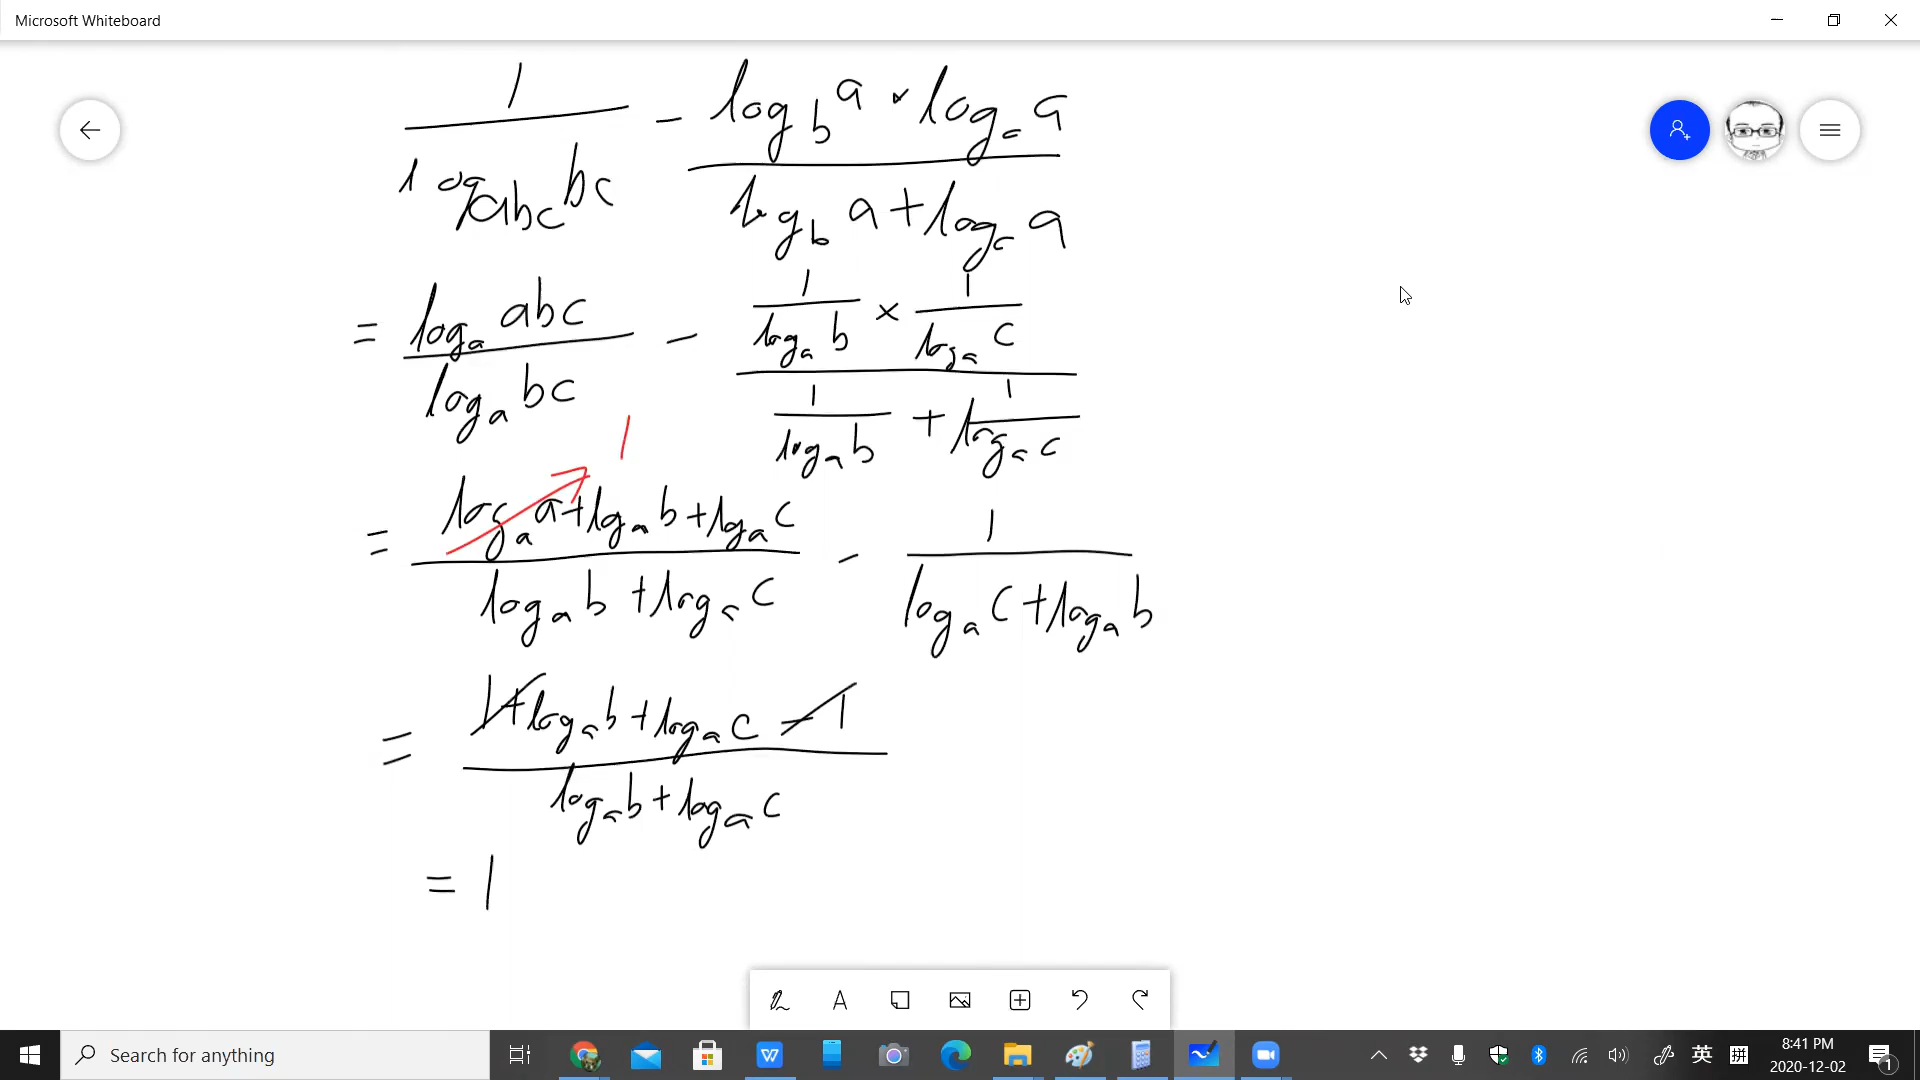 Microsoft Whiteboard
1/(log_abc bc) - (log_b a × log_c a)/(log_b a + log_c a)
= (log_a abc)/(log_a bc) - (1/(log_a b) × 1/(log_a c))/(1/(log_a b) + 1/(log_a c))
1
= (log_a a + log_a b + log_a c)/(log_a b + log_a c) - 1/(log_a c + log_a b)
= (1 + log_a b + log_a c - 1)/(log_a b + log_a c)
= 1
Search for anything
英
拼
8:41 PM
2020-12-02
1